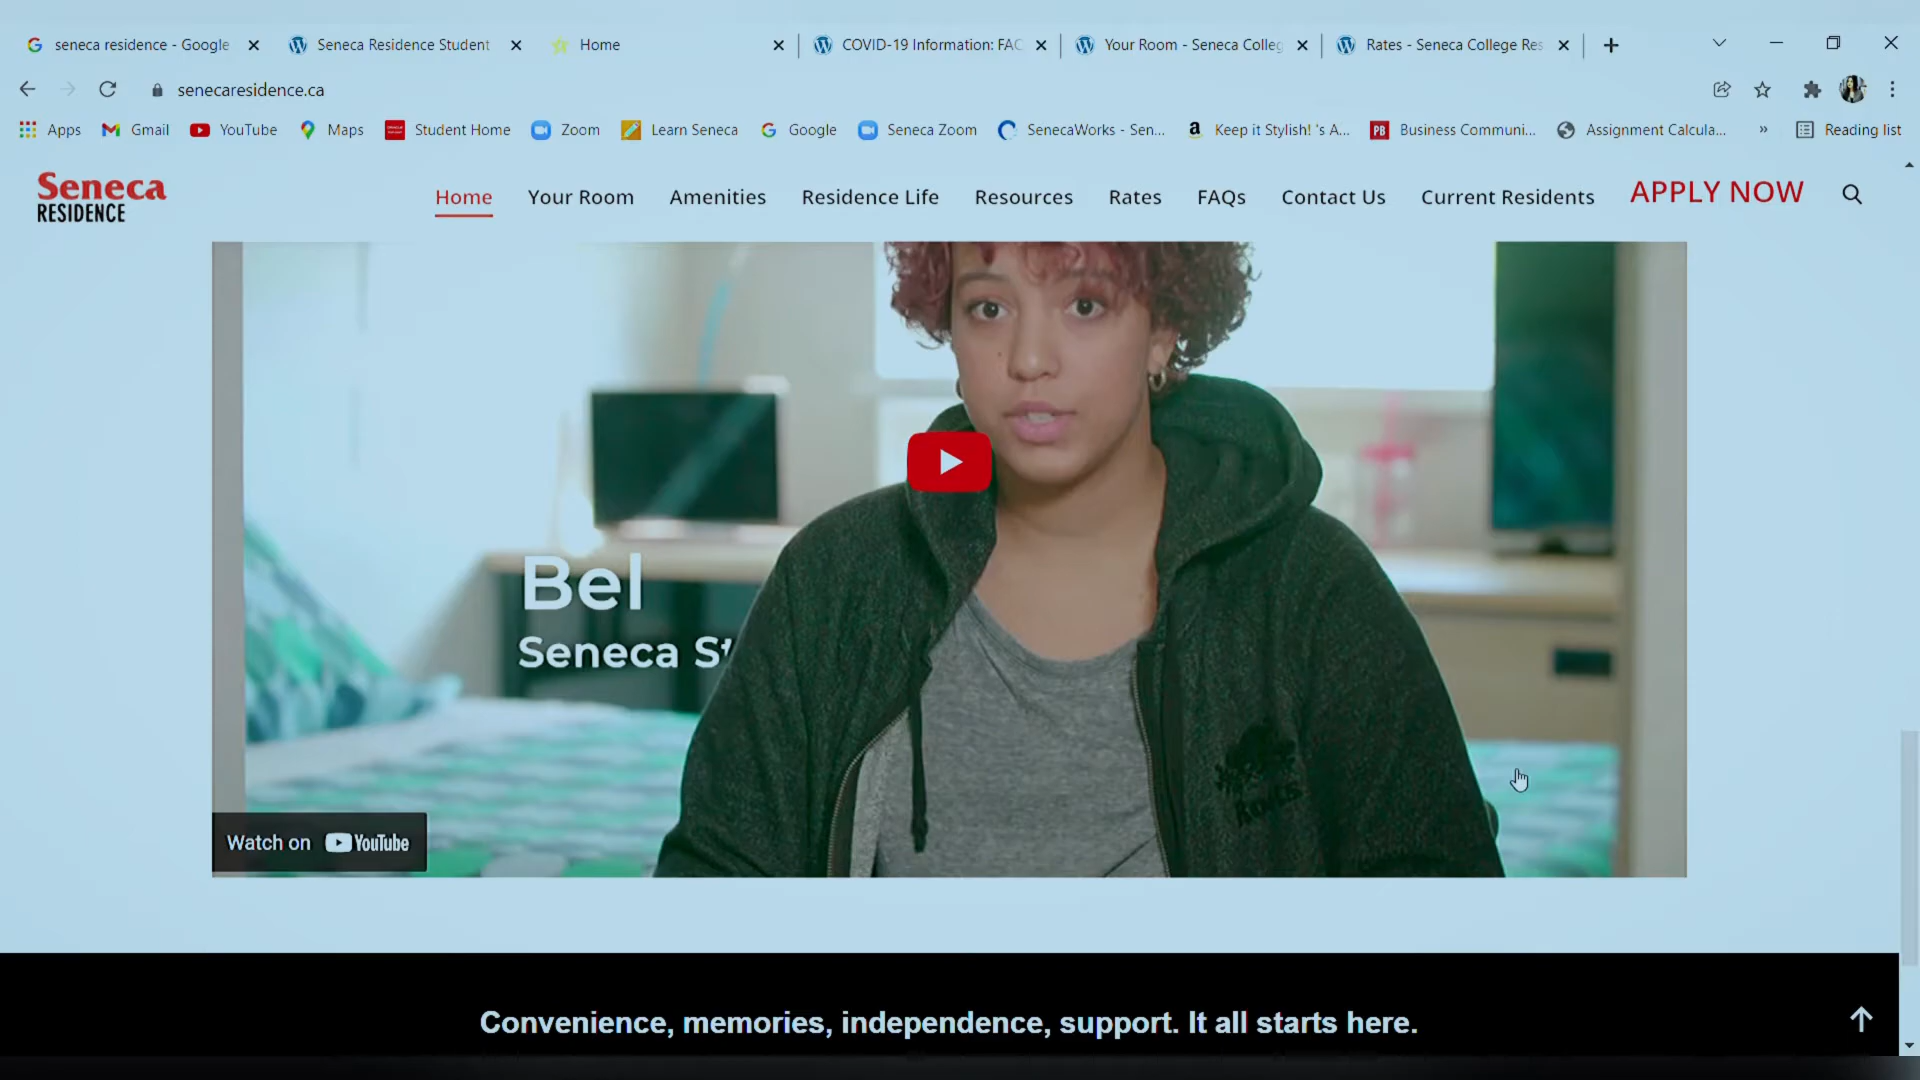 seneca residence - Google
Seneca Residence Student
Home
COVID-19 Information: FAC
Your Room - Seneca Colleg
Rates - Seneca College Res
senecaresidence.ca
Apps
Gmail
YouTube
Maps
Student Home
Zoom
Learn Seneca
Google
Seneca Zoom
SenecaWorks - Sen...
Keep it Stylish! 's A...
PB
Business Communi...
Assignment Calcula...
»
Reading list
Seneca
RESIDENCE
Home
Your Room
Amenities
Residence Life
Resources
Rates
FAQs
Contact Us
Current Residents
APPLY NOW
Bel
Seneca St
Roots
Watch on YouTube
Convenience, memories, independence, support. It all starts here.